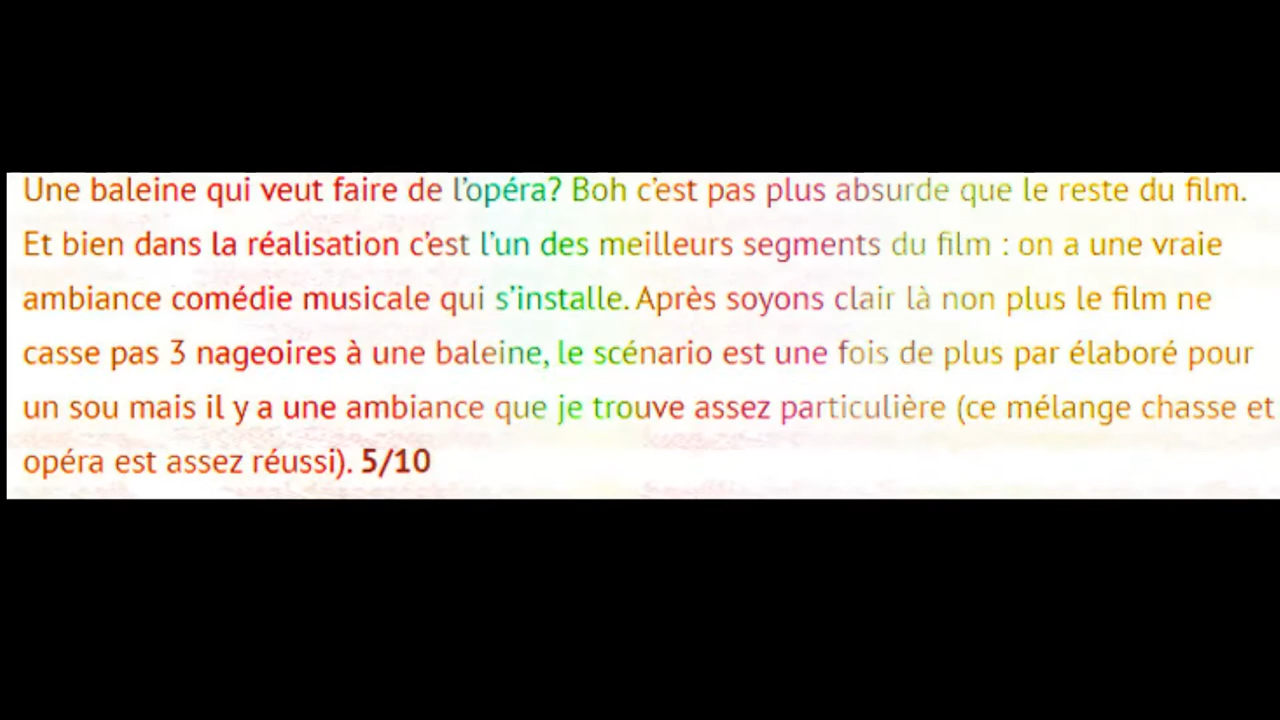 Une baleine qui veut faire de l’opéra? Boh c’est pas plus absurde que le reste du film.
Et bien dans la réalisation c’est l’un des meilleurs segments du film : on a une vraie
ambiance comédie musicale qui s’installe. Après soyons clair là non plus le film ne
casse pas 3 nageoires à une baleine, le scénario est une fois de plus par élaboré pour
un sou mais il y a une ambiance que je trouve assez particulière (ce mélange chasse et
opéra est assez réussi). 5/10